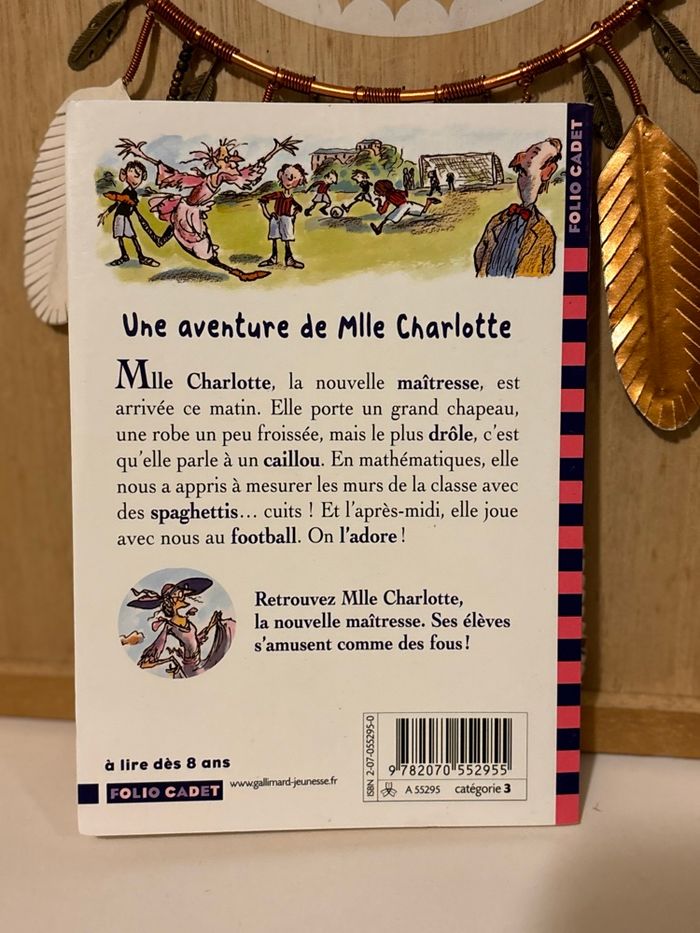 FOLIO CADET
Une aventure de Mlle Charlotte
Mlle Charlotte, la nouvelle maîtresse, est
arrivée ce matin. Elle porte un grand chapeau,
une robe un peu froissée, mais le plus drôle, c'est
qu'elle parle à un caillou. En mathématiques, elle
nous a appris à mesurer les murs de la classe avec
des spaghettis... cuits ! Et l'après-midi, elle joue
avec nous au football. On l'adore !
Retrouvez Mlle Charlotte,
la nouvelle maîtresse. Ses élèves
s'amusent comme des fous !
à lire dès 8 ans
FOLIO CADET
www.gallimard-jeunesse.fr
ISBN 2-07-055295-0
9 782070 552955
A 55295 catégorie 3